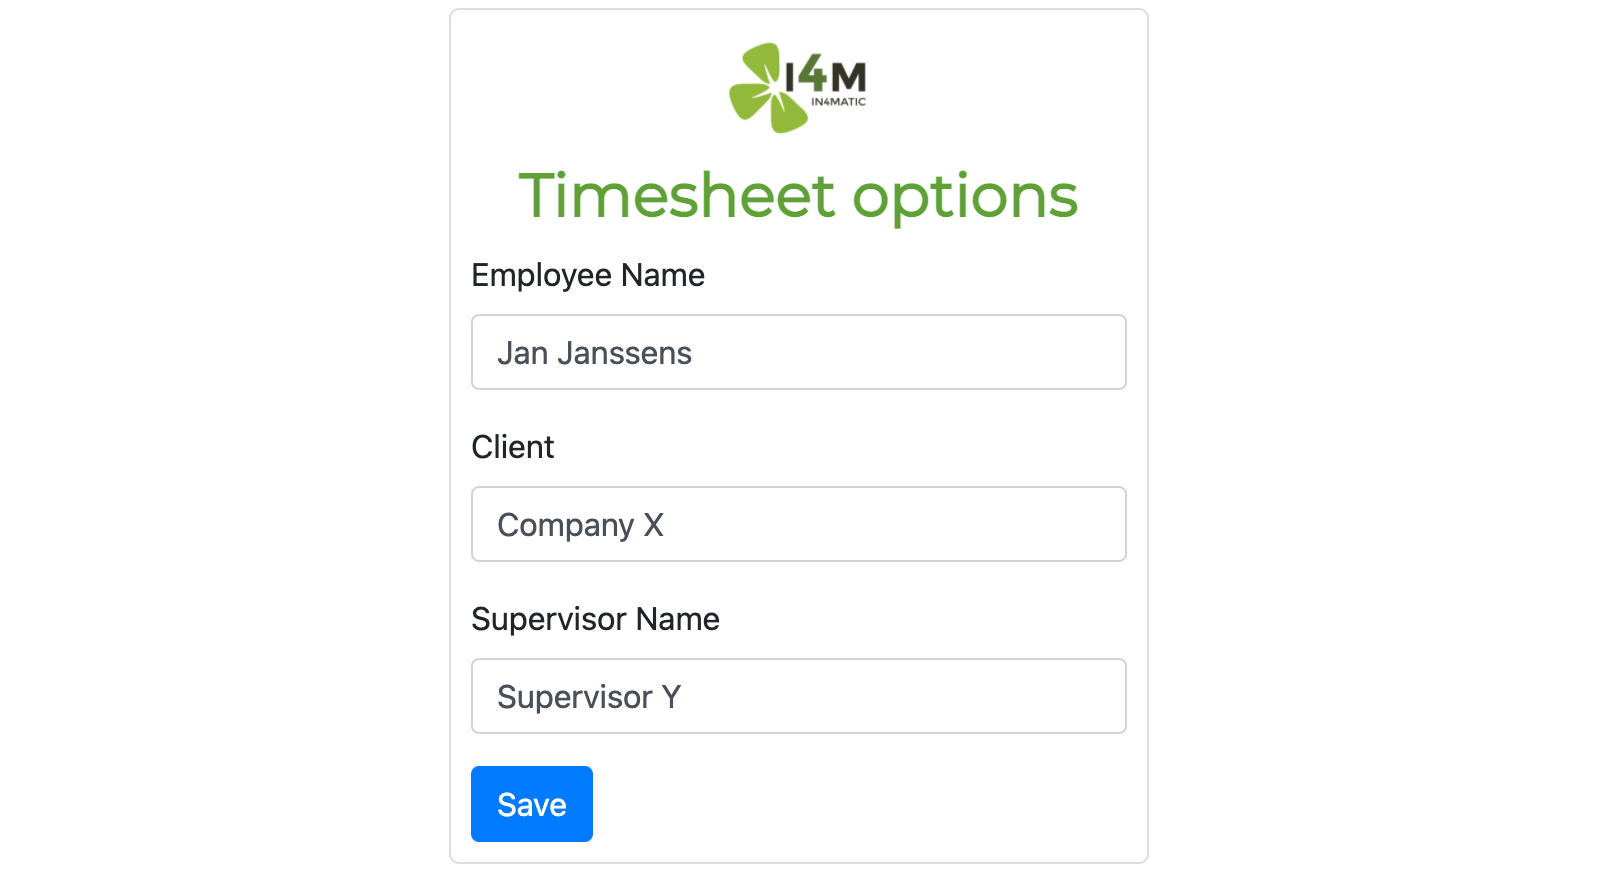 I4M
IN4MATIC
Timesheet options
Employee Name
Jan Janssens
Client
Company X
Supervisor Name
Supervisor Y
Save